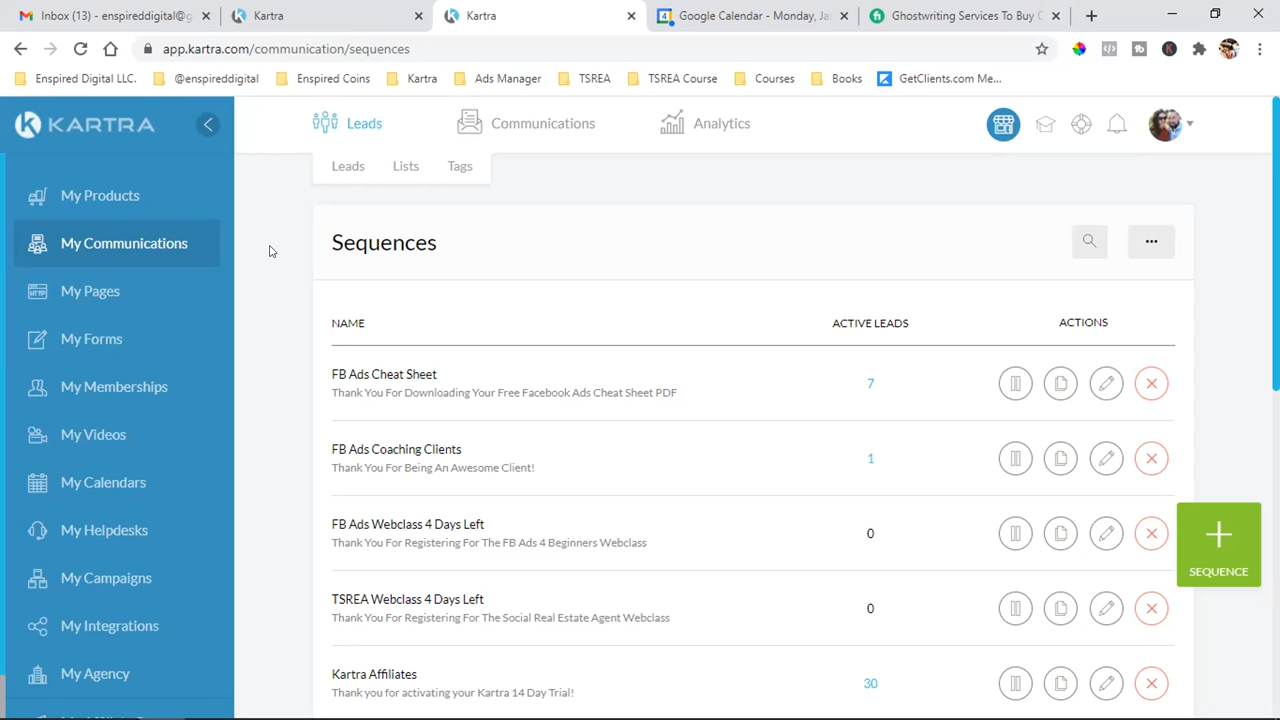 Inbox (13) - enspireddigital@g
Kartra
Kartra
Google Calendar - Monday, Ja
Ghostwriting Services To Buy O
app.kartra.com/communication/sequences
Enspired Digital LLC.
@enspireddigital
Enspired Coins
Kartra
Ads Manager
TSREA
TSREA Course
Courses
Books
GetClients.com Me...
KARTRA
Leads
Communications
Analytics
Leads
Lists
Tags
My Products
My Communications
My Pages
My Forms
My Memberships
My Videos
My Calendars
My Helpdesks
My Campaigns
My Integrations
My Agency
Sequences
NAME
ACTIVE LEADS
ACTIONS
FB Ads Cheat Sheet
Thank You For Downloading Your Free Facebook Ads Cheat Sheet PDF
7
FB Ads Coaching Clients
Thank You For Being An Awesome Client!
1
FB Ads Webclass 4 Days Left
Thank You For Registering For The FB Ads 4 Beginners Webclass
0
TSREA Webclass 4 Days Left
Thank You For Registering For The Social Real Estate Agent Webclass
0
Kartra Affiliates
Thank you for activating your Kartra 14 Day Trial!
30
SEQUENCE